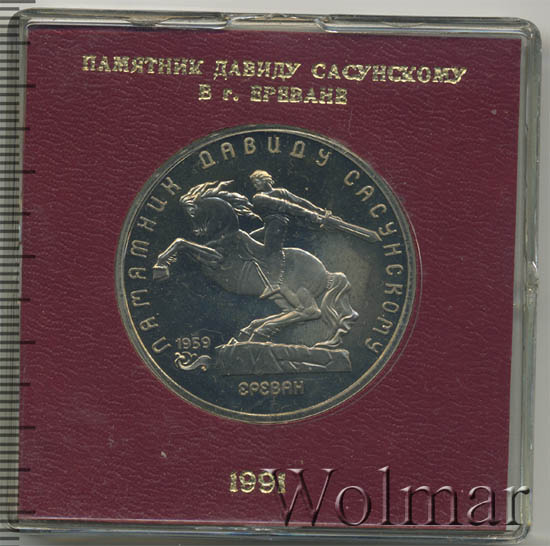 ПАМЯТНИК ДАВИДУ САСУНСКОМУ
В г. ЕРЕВАНЕ
ПАМЯТНИК ДАВИДУ САСУНСКОМУ
1959
ЕРЕВАН
1991
Wolmar